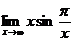 lim x sin π/x
x→∞